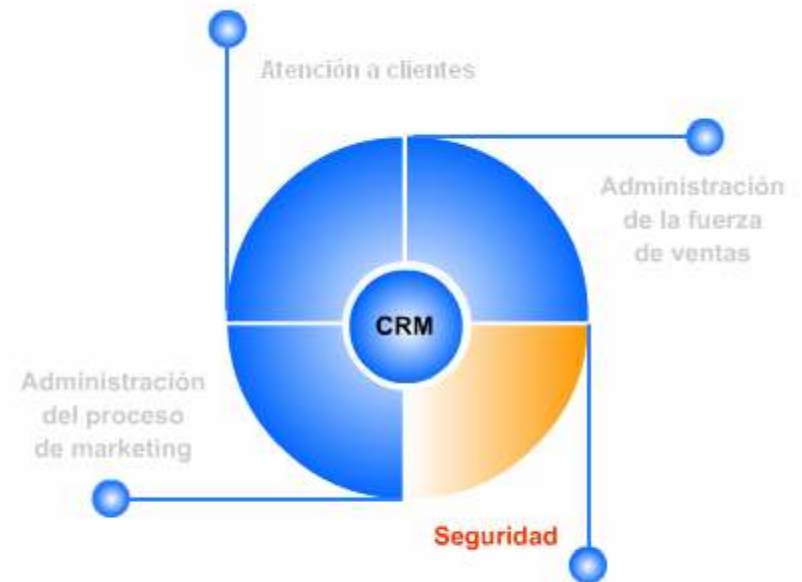 Atención a clientes
Administración
de la fuerza
de ventas
CRM
Administración
del proceso
de marketing
Seguridad